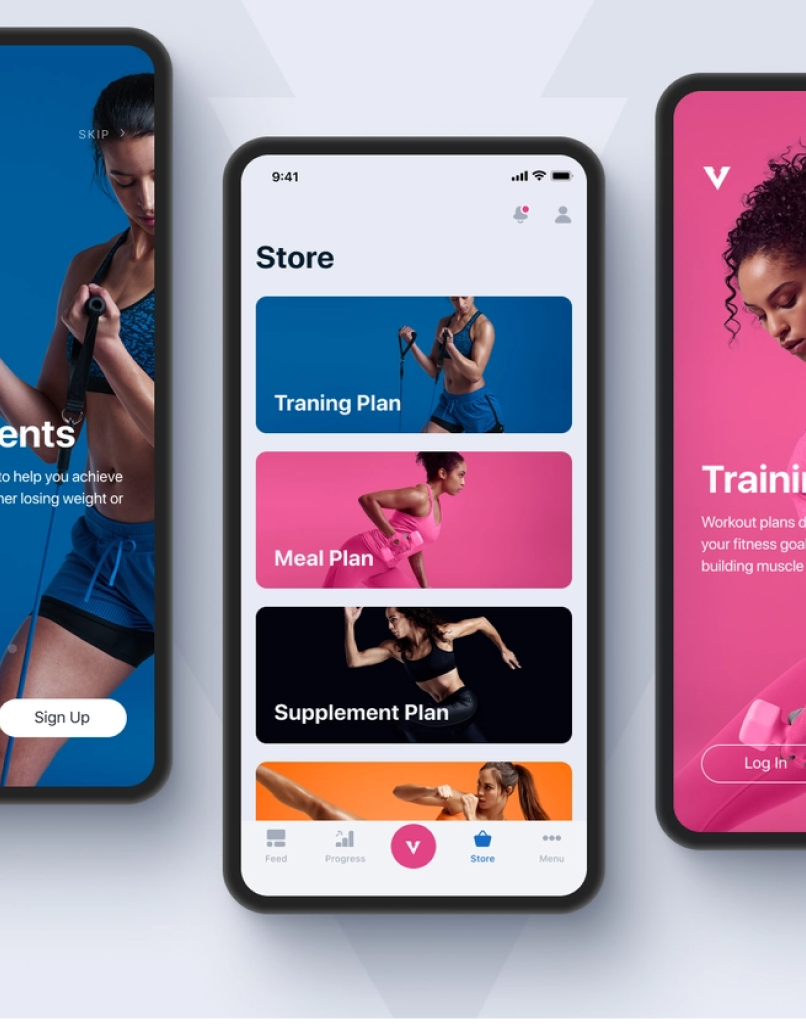 SKIP
ents
to help you achieve
her losing weight or
Sign Up
9:41
Store
Traning Plan
Meal Plan
Supplement Plan
Feed
Progress
V
Store
Menu
V
Traini
Workout plans d
your fitness goal
building muscle
Log In